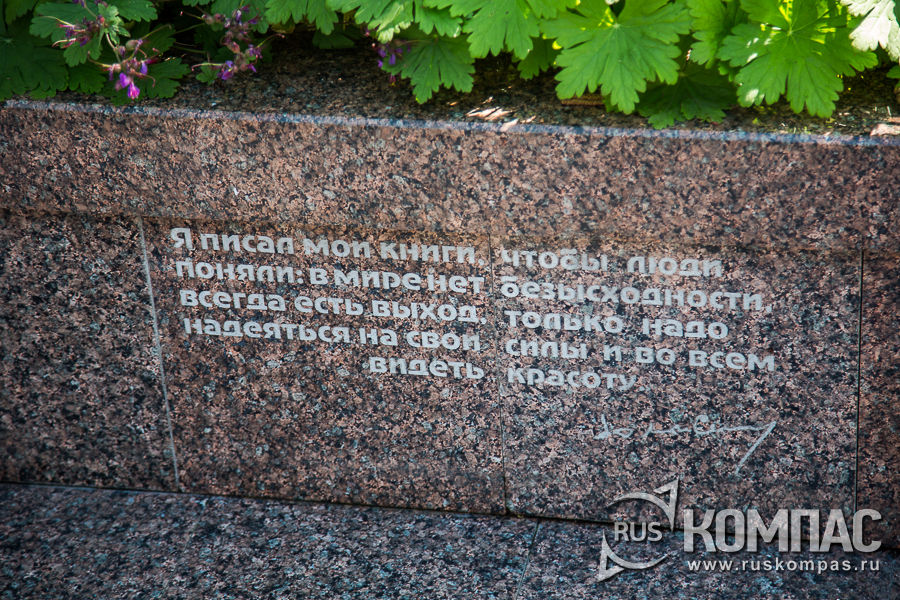 Я писал мои книги, чтобы люди
поняли: в мире нет безысходности,
всегда есть выход. только надо
надеяться на свои силы и во всем
видеть красоту
RUS КОМПАС
www.ruskompas.ru